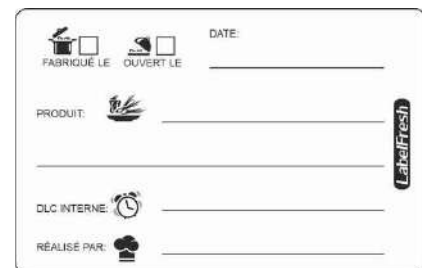 DATE:
FABRIQUÉ LE OUVERT LE
PRODUIT:
LabelFresh
DLC INTERNE:
RÉALISÉ PAR: